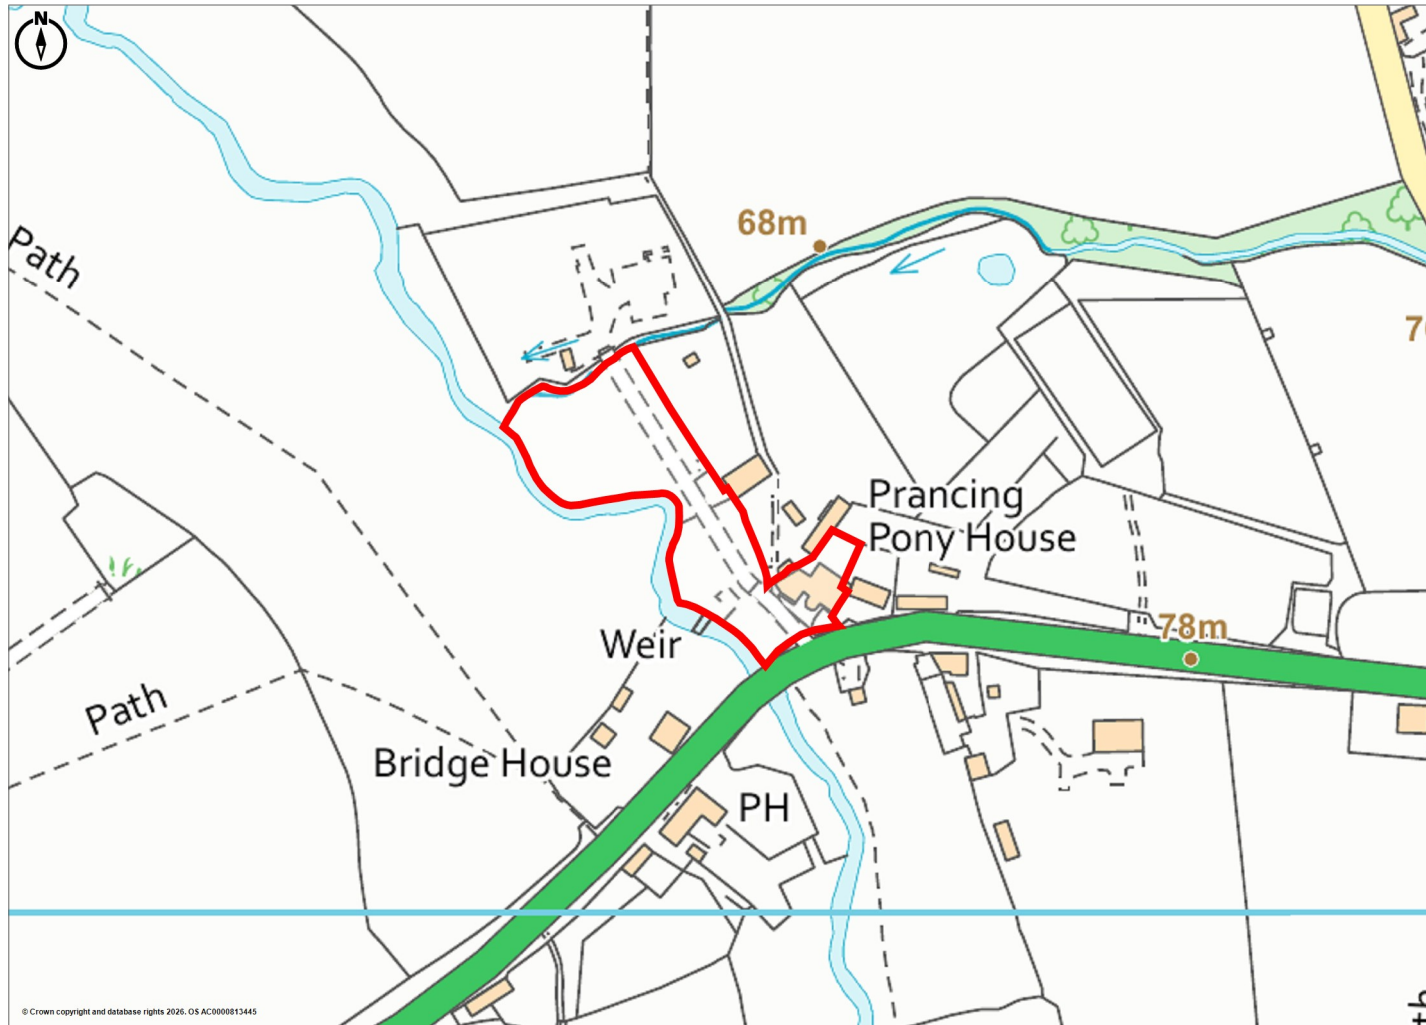 N
68m
Path
Prancing
Pony House
78m
Weir
Path
Bridge House
PH
© Crown copyright and database rights 2026. OS AC0000813445